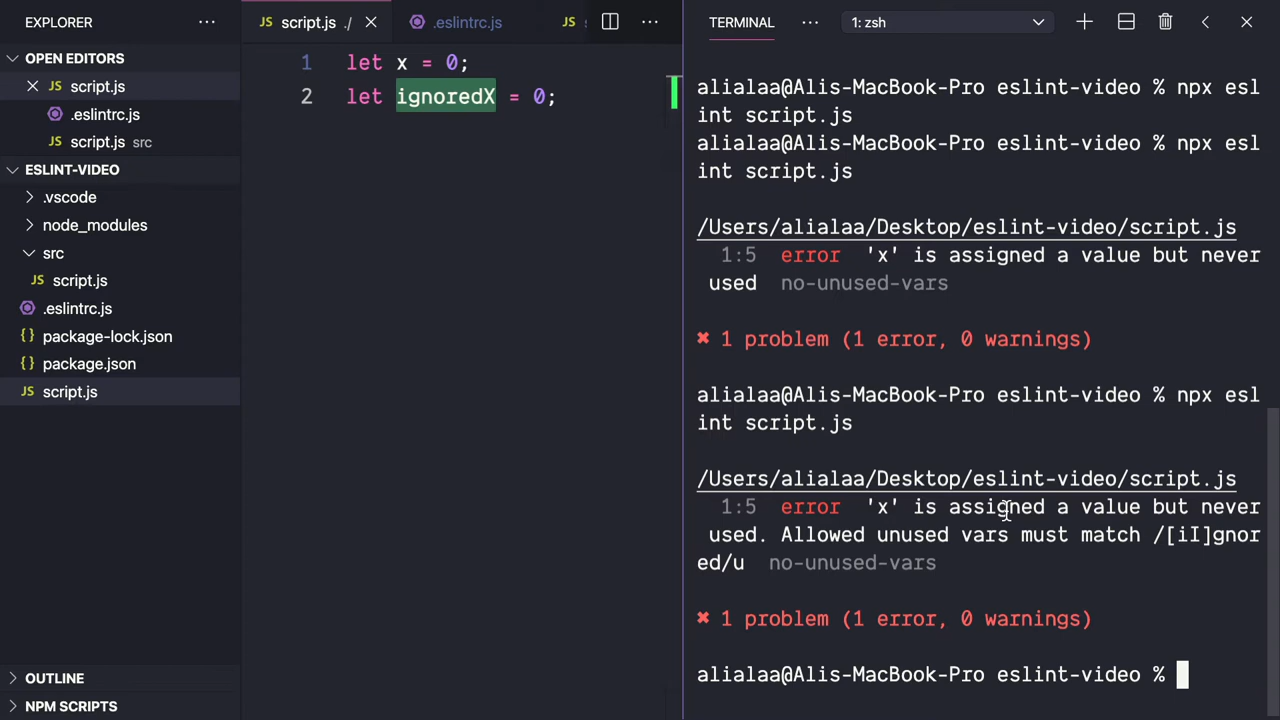 EXPLORER
OPEN EDITORS
JS script.js
.eslintrc.js
JS script.js src
ESLINT-VIDEO
.vscode
node_modules
src
JS script.js
.eslintrc.js
{} package-lock.json
{} package.json
JS script.js
OUTLINE
NPM SCRIPTS
JS script.js ./
.eslintrc.js
JS
1 let x = 0;
2 let ignoredX = 0;
TERMINAL
1: zsh
alialaa@Alis-MacBook-Pro eslint-video % npx esl
int script.js
alialaa@Alis-MacBook-Pro eslint-video % npx esl
int script.js
/Users/alialaa/Desktop/eslint-video/script.js
1:5 error 'x' is assigned a value but never
used no-unused-vars
✖ 1 problem (1 error, 0 warnings)
alialaa@Alis-MacBook-Pro eslint-video % npx esl
int script.js
/Users/alialaa/Desktop/eslint-video/script.js
1:5 error 'x' is assigned a value but never
used. Allowed unused vars must match /[iI]gnor
ed/u no-unused-vars
✖ 1 problem (1 error, 0 warnings)
alialaa@Alis-MacBook-Pro eslint-video %